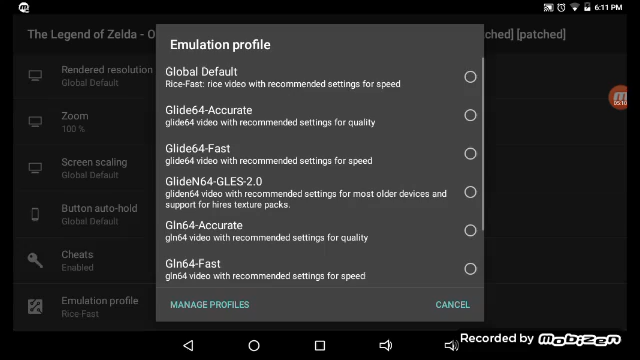 6:11 PM
The Legend of Zelda - O
[patched] [patched]
Rendered resolution
Global Default
Zoom
100 %
Screen scaling
Global Default
Button auto-hold
Global Default
Cheats
Enabled
Emulation profile
Rice-Fast
Emulation profile
Global Default
Rice-Fast: rice video with recommended settings for speed
Glide64-Accurate
glide64 video with recommended settings for quality
Glide64-Fast
glide64 video with recommended settings for speed
GlideN64-GLES-2.0
gliden64 video with recommended settings for most older devices and
support for hires texture packs.
Gln64-Accurate
gln64 video with recommended settings for quality
Gln64-Fast
gln64 video with recommended settings for speed
MANAGE PROFILES
CANCEL
Recorded by Mobizen